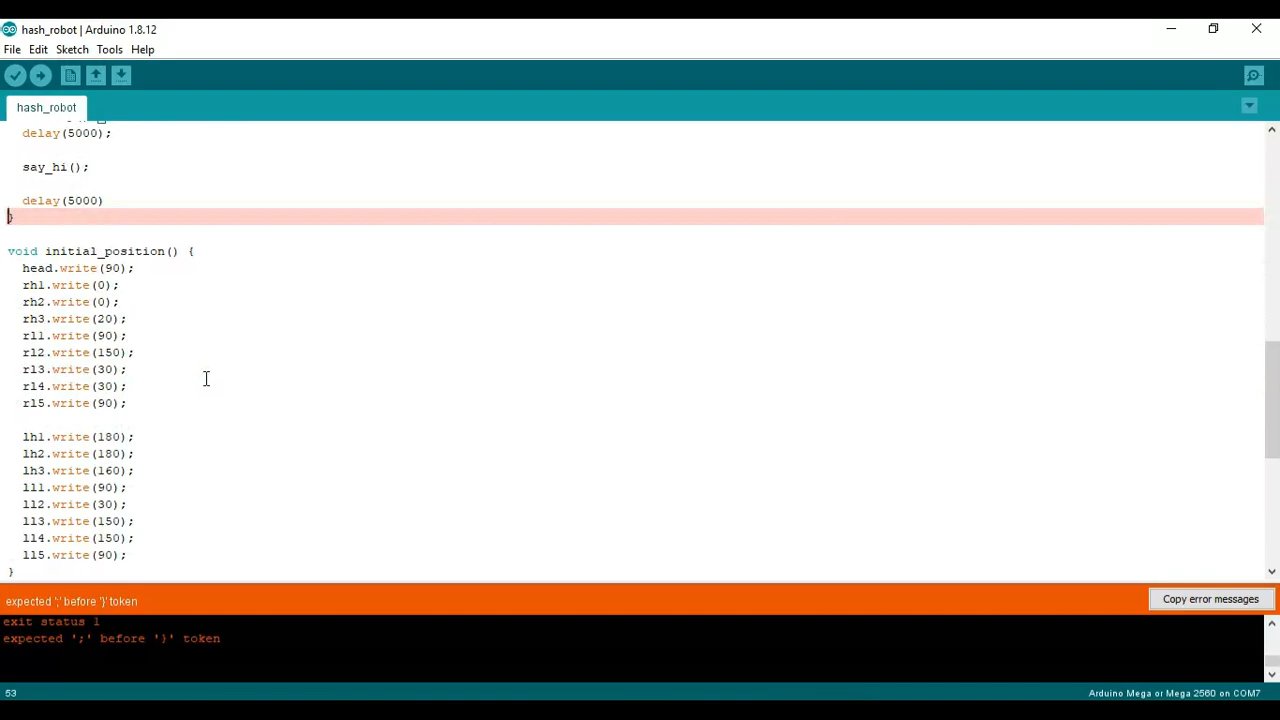 hash_robot | Arduino 1.8.12
File Edit Sketch Tools Help
hash_robot
delay(5000);
say_hi();
delay(5000)
}
void initial_position() {
head.write(90);
rh1.write(0);
rh2.write(0);
rh3.write(20);
rl1.write(90);
rl2.write(150);
rl3.write(30);
rl4.write(30);
rl5.write(90);
lh1.write(180);
lh2.write(180);
lh3.write(160);
ll1.write(90);
ll2.write(30);
ll3.write(150);
ll4.write(150);
ll5.write(90);
}
expected ';' before '}' token
Copy error messages
exit status 1
expected ';' before '}' token
53
Arduino Mega or Mega 2560 on COM7